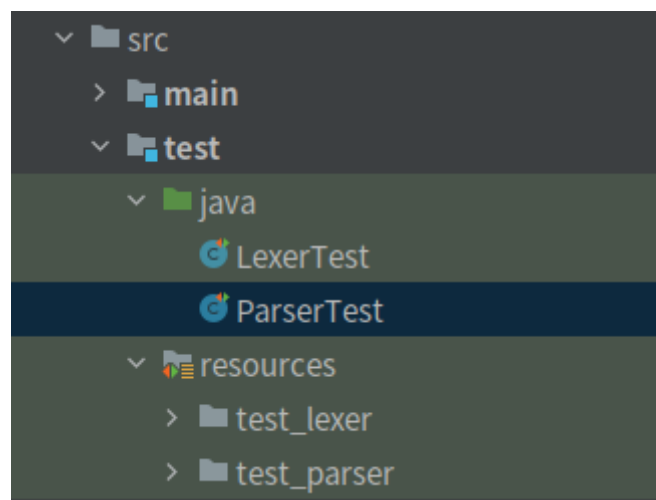 src
main
test
java
LexerTest
ParserTest
resources
test_lexer
test_parser